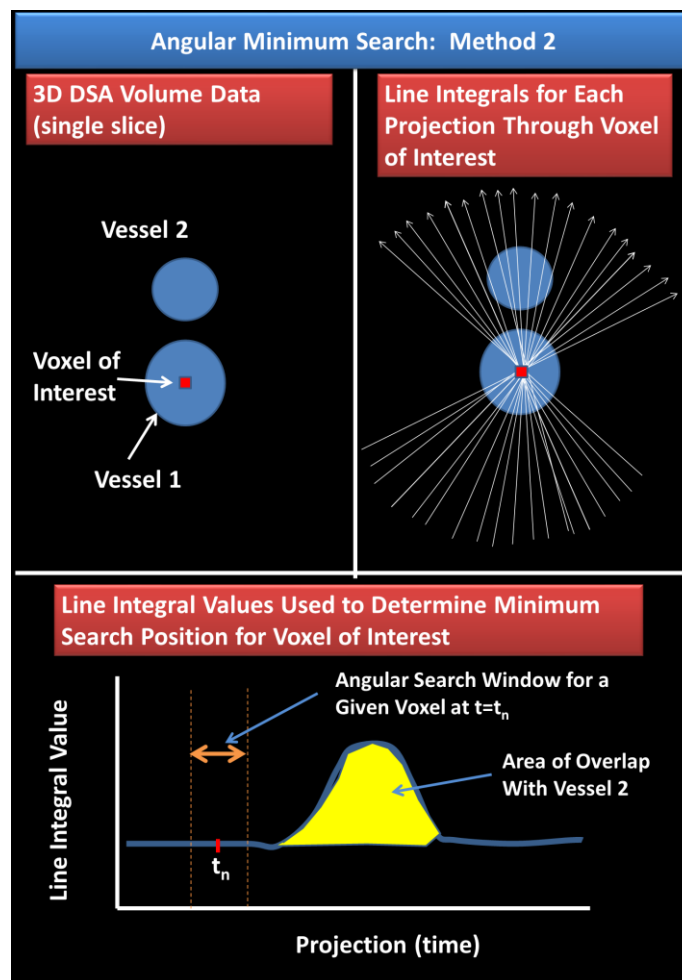 Angular Minimum Search:  Method 2
3D DSA Volume Data
(single slice)
Vessel 2
Voxel of
Interest
Vessel 1
Line Integrals for Each
Projection Through Voxel
of Interest
Line Integral Values Used to Determine Minimum
Search Position for Voxel of Interest
Line Integral Value
Angular Search Window for a
Given Voxel at t=tₙ
Area of Overlap
With Vessel 2
tₙ
Projection (time)